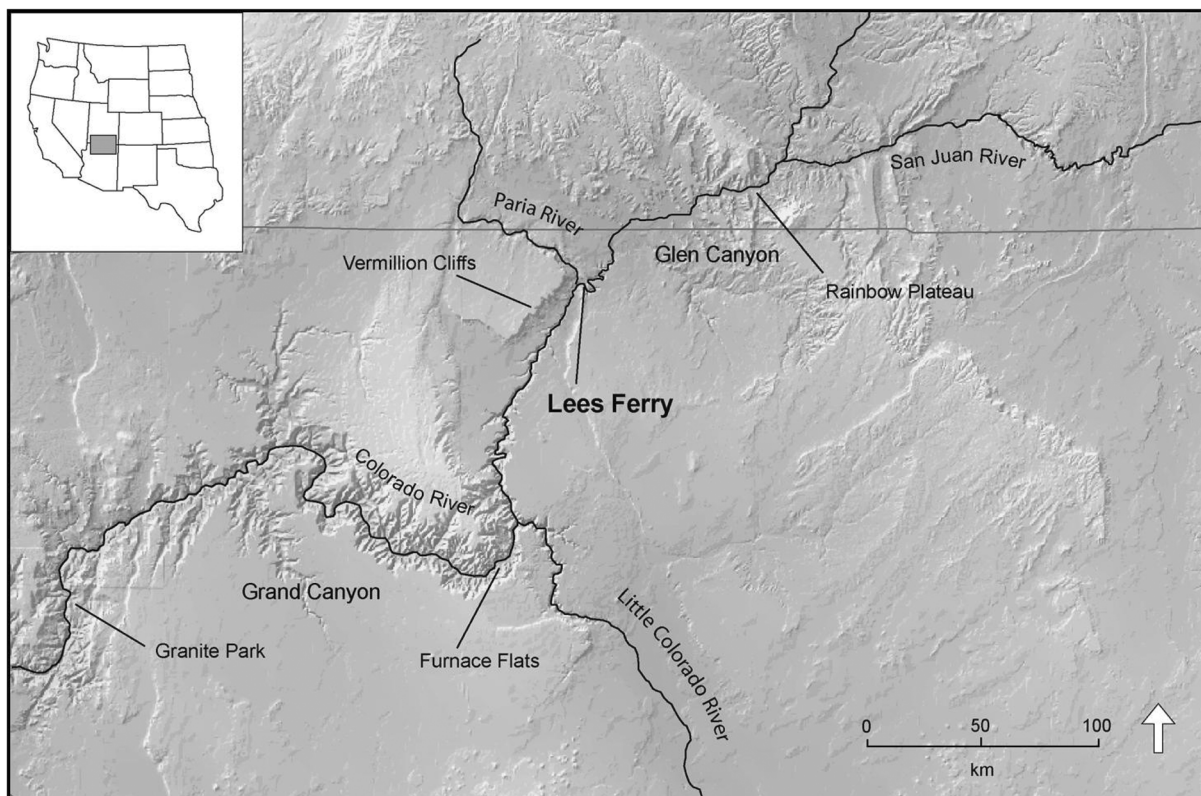 San Juan River
Paria River
Glen Canyon
Vermillion Cliffs
Rainbow Plateau
Lees Ferry
Colorado River
Grand Canyon
Little Colorado River
Granite Park
Furnace Flats
0 50 100
km